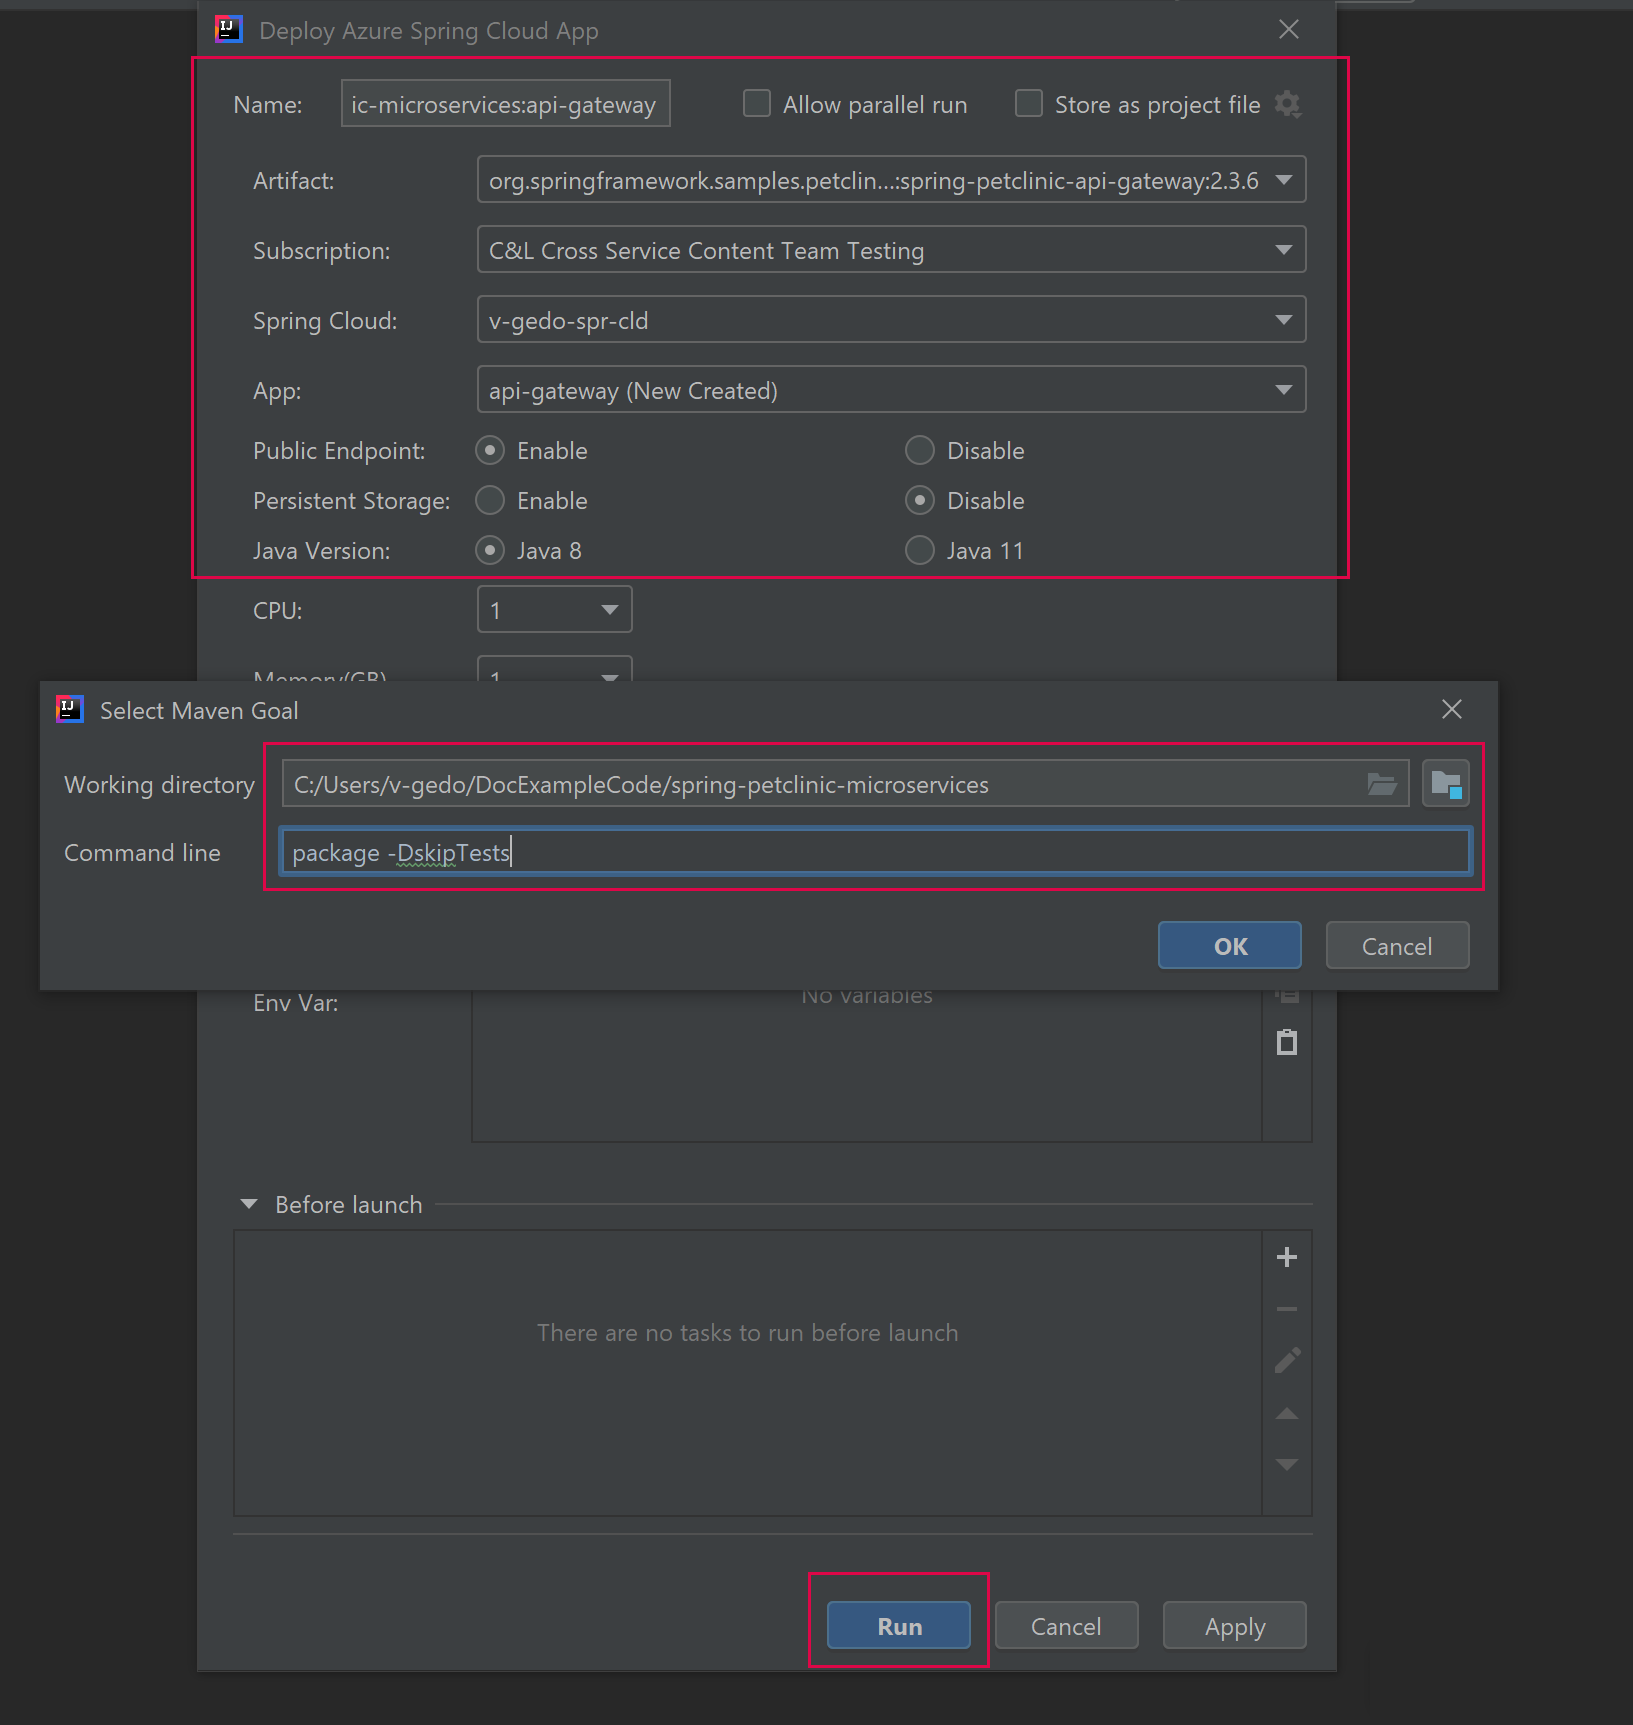 Deploy Azure Spring Cloud App
Name: ic-microservices:api-gateway Allow parallel run Store as project file
Artifact: org.springframework.samples.petclin...:spring-petclinic-api-gateway:2.3.6
Subscription: C&L Cross Service Content Team Testing
Spring Cloud: v-gedo-spr-cld
App: api-gateway (New Created)
Public Endpoint: Enable Disable
Persistent Storage: Enable Disable
Java Version: Java 8 Java 11
CPU: 1
Memory(GB) 1
Select Maven Goal
Working directory C:/Users/v-gedo/DocExampleCode/spring-petclinic-microservices
Command line package -DskipTests
OK Cancel
Env Var: No variables
Before launch
There are no tasks to run before launch
Run Cancel Apply